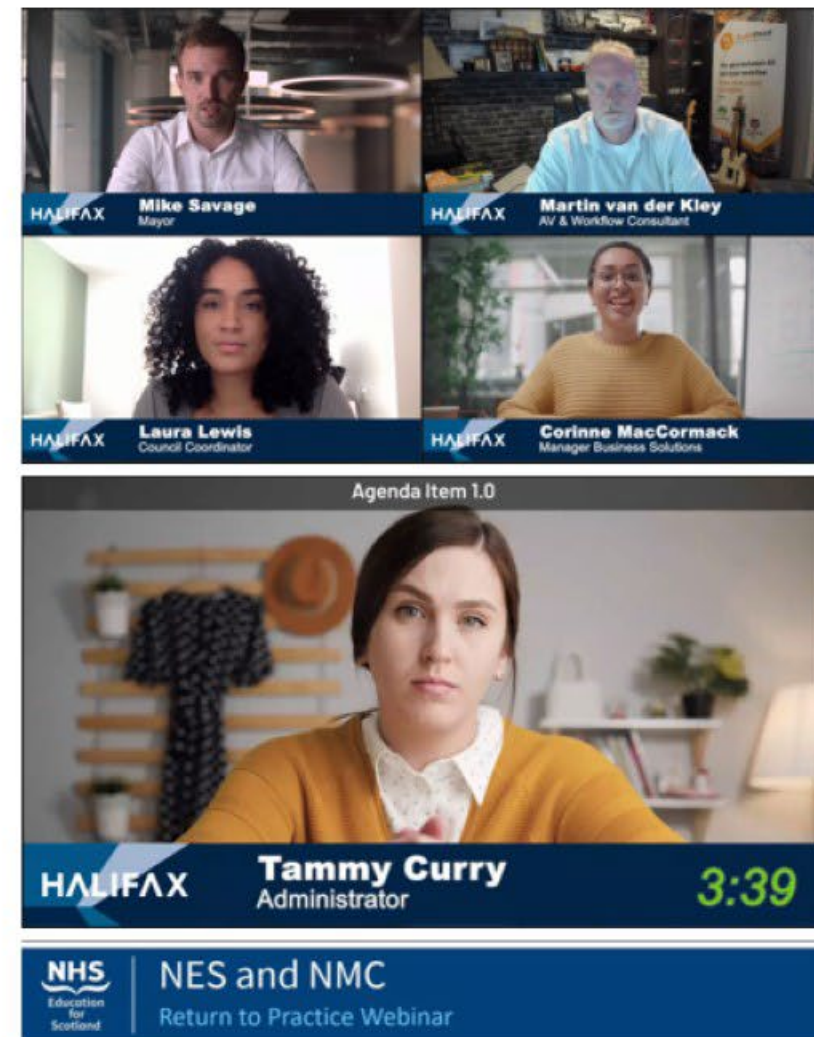 HALIFAX
Mike Savage
Mayor
HALIFAX
Martin van der Kley
AV & Workflow Consultant
HALIFAX
Laura Lewis
Council Coordinator
HALIFAX
Corinne MacCormack
Manager Business Solutions
Agenda Item 1.0
HALIFAX
Tammy Curry
Administrator
3:39
NHS
Education
for
Scotland
NES and NMC
Return to Practice Webinar